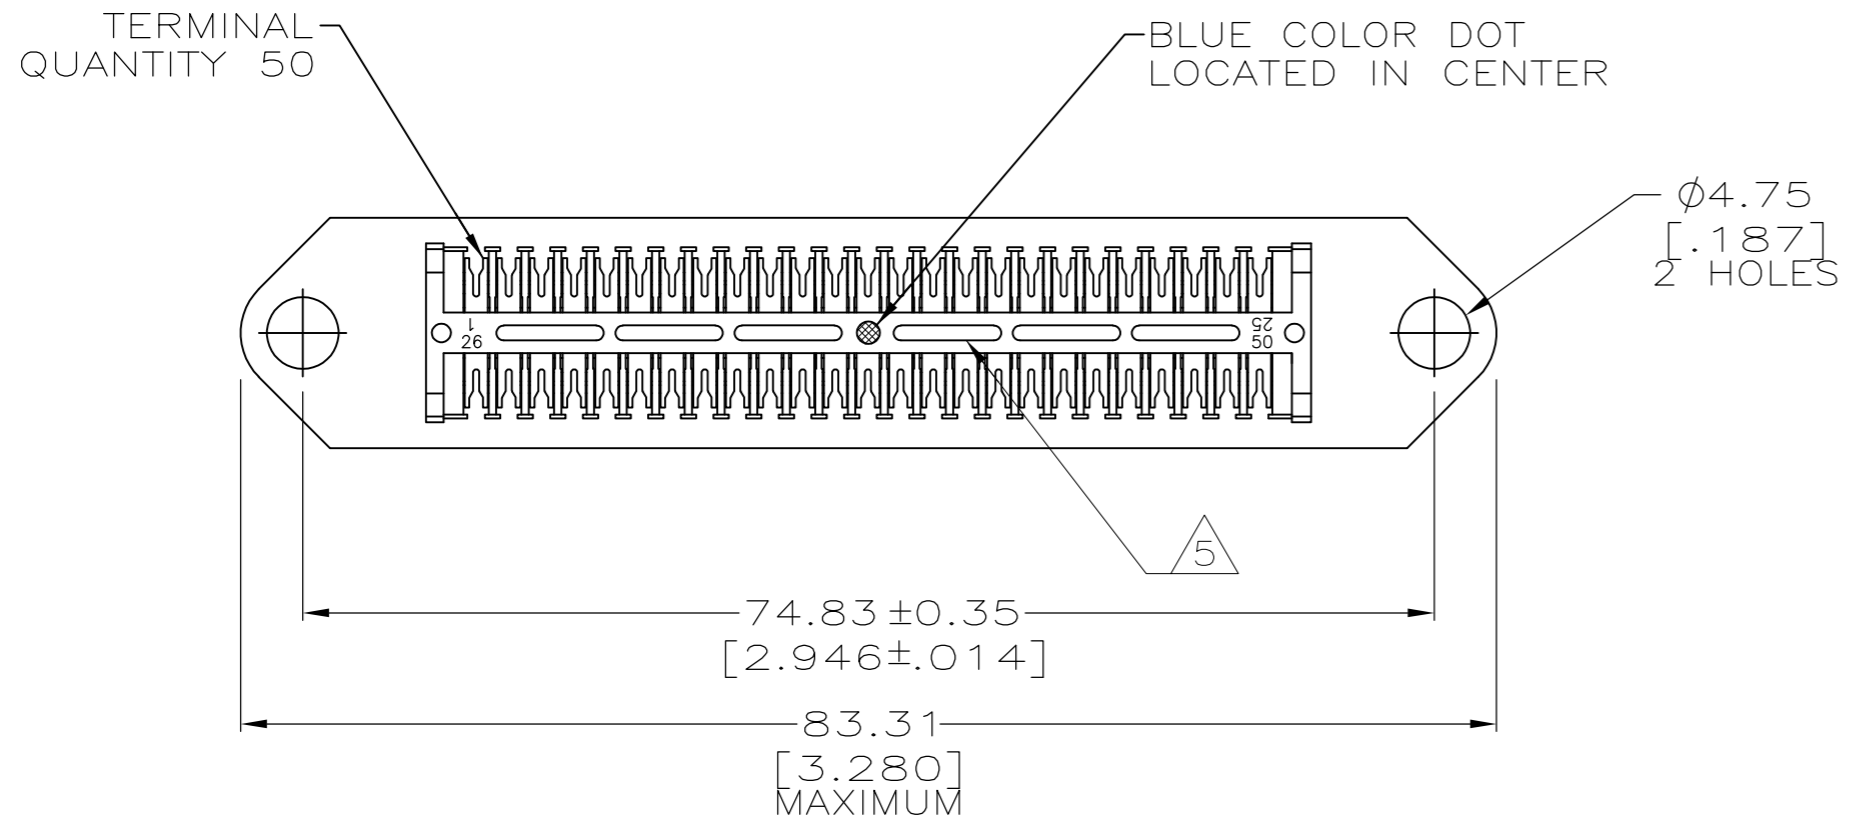 TERMINAL
QUANTITY 50
BLUE COLOR DOT
LOCATED IN CENTER
⌀4.75
[.187]
2 HOLES
1
26
25
50
5
74.83±0.35
[2.946±.014]
83.31
[3.280]
MAXIMUM